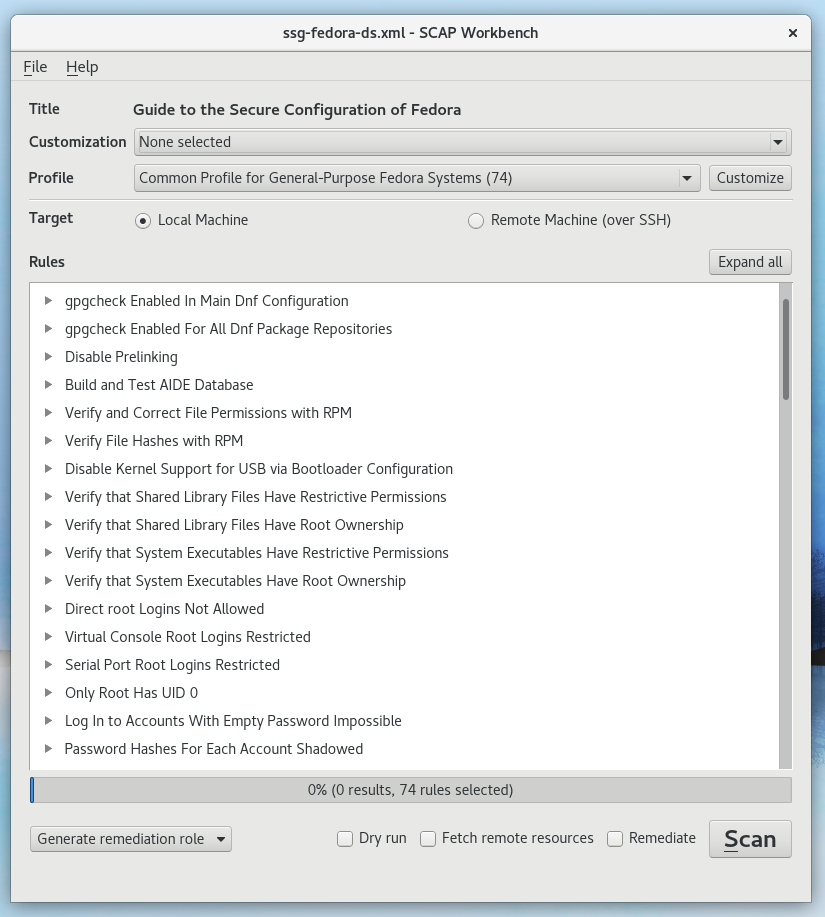 ssg-fedora-ds.xml - SCAP Workbench
File Help
Title Guide to the Secure Configuration of Fedora
Customization None selected
Profile Common Profile for General-Purpose Fedora Systems (74) Customize
Target Local Machine Remote Machine (over SSH)
Rules Expand all
gpgcheck Enabled In Main Dnf Configuration
gpgcheck Enabled For All Dnf Package Repositories
Disable Prelinking
Build and Test AIDE Database
Verify and Correct File Permissions with RPM
Verify File Hashes with RPM
Disable Kernel Support for USB via Bootloader Configuration
Verify that Shared Library Files Have Restrictive Permissions
Verify that Shared Library Files Have Root Ownership
Verify that System Executables Have Restrictive Permissions
Verify that System Executables Have Root Ownership
Direct root Logins Not Allowed
Virtual Console Root Logins Restricted
Serial Port Root Logins Restricted
Only Root Has UID 0
Log In to Accounts With Empty Password Impossible
Password Hashes For Each Account Shadowed
0% (0 results, 74 rules selected)
Generate remediation role Dry run Fetch remote resources Remediate Scan